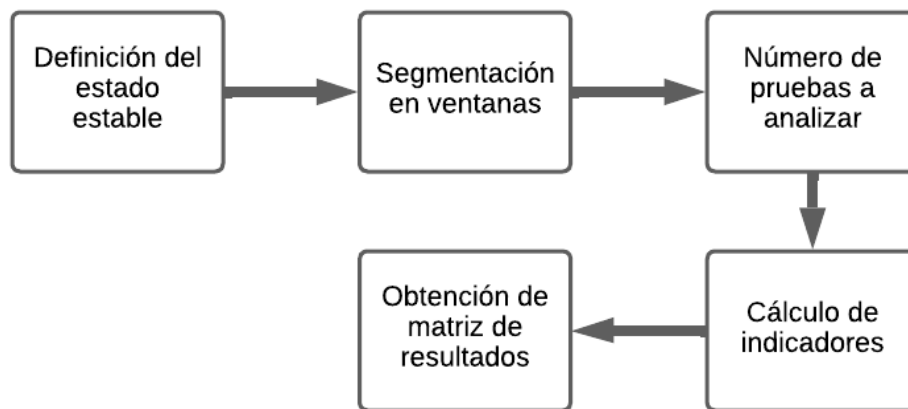 Definición del
estado
estable
Segmentación
en ventanas
Número de
pruebas a
analizar
Cálculo de
indicadores
Obtención de
matriz de
resultados